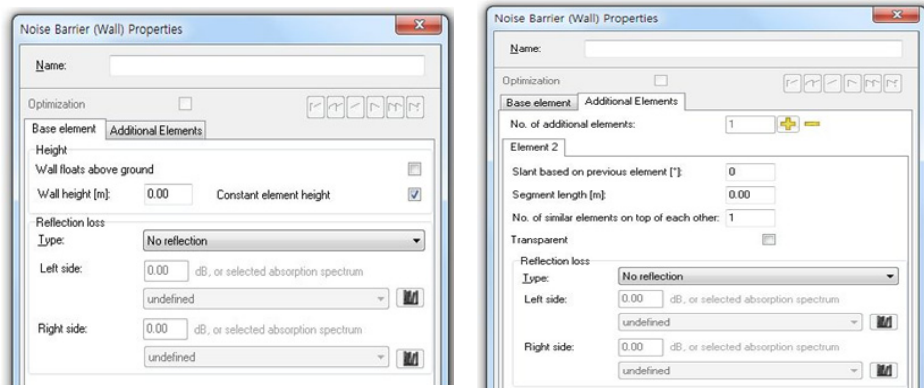 Noise Barrier (Wall) Properties
Name:
Optimization
Base element Additional Elements
Height
Wall floats above ground
Wall height [m]: 0.00 Constant element height
Reflection loss
Type: No reflection
Left side: 0.00 dB, or selected absorption spectrum
undefined
Right side: 0.00 dB, or selected absorption spectrum
undefined
Noise Barrier (Wall) Properties
Name:
Optimization
Base element Additional Elements
No. of additional elements: 1
Element 2
Slant based on previous element [°]: 0
Segment length [m]: 0.00
No. of similar elements on top of each other: 1
Transparent
Reflection loss
Type: No reflection
Left side: 0.00 dB, or selected absorption spectrum
undefined
Right side: 0.00 dB, or selected absorption spectrum
undefined